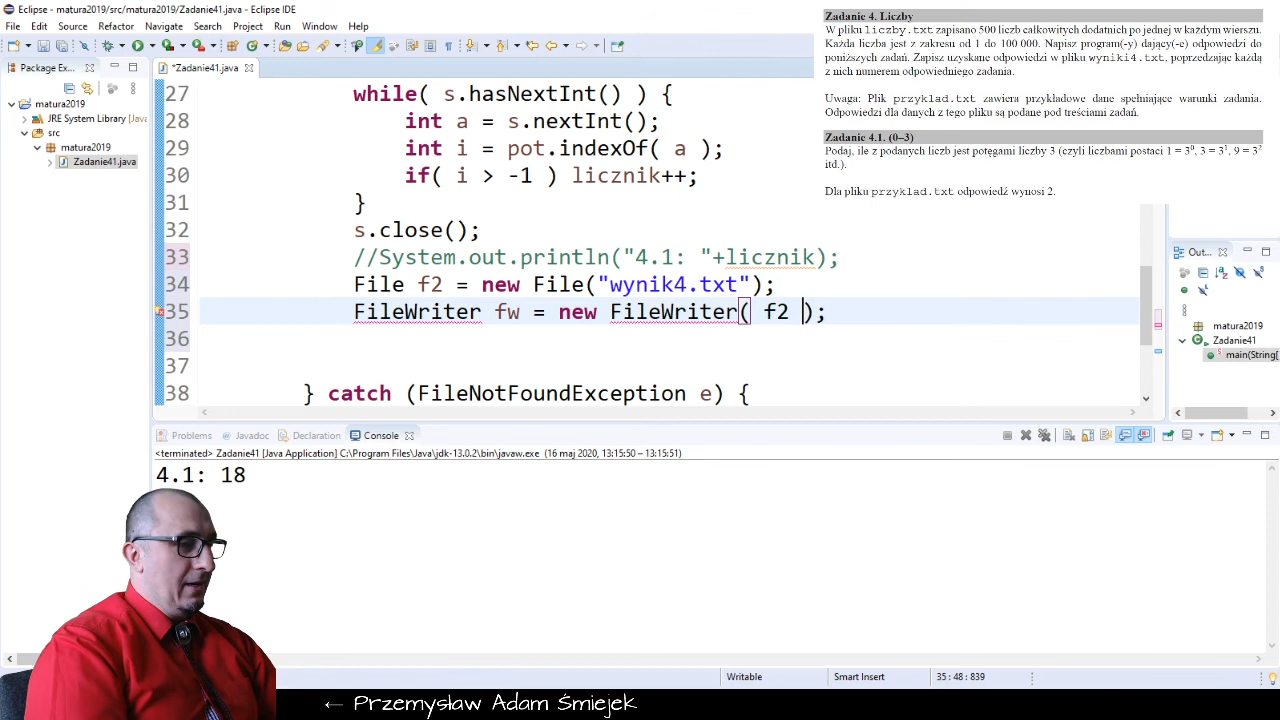 Eclipse - matura2019/src/matura2019/Zadanie41.java - Eclipse IDE
File Edit Source Refactor Navigate Search Project Run Window Help
Package Ex...
*Zadanie41.java
matura2019
JRE System Library [Java
src
matura2019
Zadanie41.java
27 while( s.hasNextInt() ) {
28 int a = s.nextInt();
29 int i = pot.indexOf( a );
30 if( i > -1 ) licznik++;
31 }
32 s.close();
33 //System.out.println("4.1: "+licznik);
34 File f2 = new File("wynik4.txt");
35 FileWriter fw = new FileWriter( f2 );
36
37
38 } catch (FileNotFoundException e) {
Zadanie 4. Liczby
W pliku liczby.txt zapisano 500 liczb całkowitych dodatnich po jednej w każdym wierszu.
Każda liczba jest z zakresu od 1 do 100 000. Napisz program(-y) dający(-e) odpowiedzi do
poniższych zadań. Zapisz uzyskane odpowiedzi w pliku wyniki4.txt, poprzedzając każdą
z nich numerem odpowiedniego zadania.
Uwaga: Plik przyklad.txt zawiera przykładowe dane spełniające warunki zadania.
Odpowiedzi dla danych z tego pliku są podane pod treściami zadań.
Zadanie 4.1. (0–3)
Podaj, ile z podanych liczb jest potęgami liczby 3 (czyli liczbami postaci 1 = 3⁰, 3 = 3¹, 9 = 3²
itd.).
Dla pliku przyklad.txt odpowiedź wynosi 2.
Out...
matura2019
Zadanie41
main(String[
Problems Javadoc Declaration Console
<terminated> Zadanie41 [Java Application] C:\Program Files\Java\jdk-13.0.2\bin\javaw.exe (16 maj 2020, 13:15:50 – 13:15:51)
4.1: 18
Writable Smart Insert 35 : 48 : 839
← Przemysław Adam Śmiejek